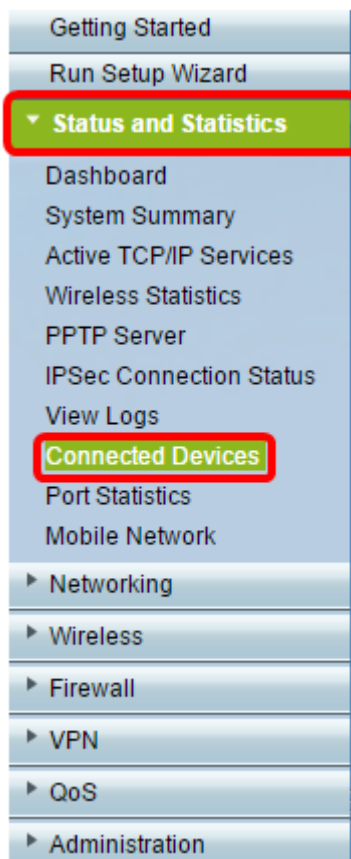 Getting Started
Run Setup Wizard
Status and Statistics
Dashboard
System Summary
Active TCP/IP Services
Wireless Statistics
PPTP Server
IPSec Connection Status
View Logs
Connected Devices
Port Statistics
Mobile Network
Networking
Wireless
Firewall
VPN
QoS
Administration